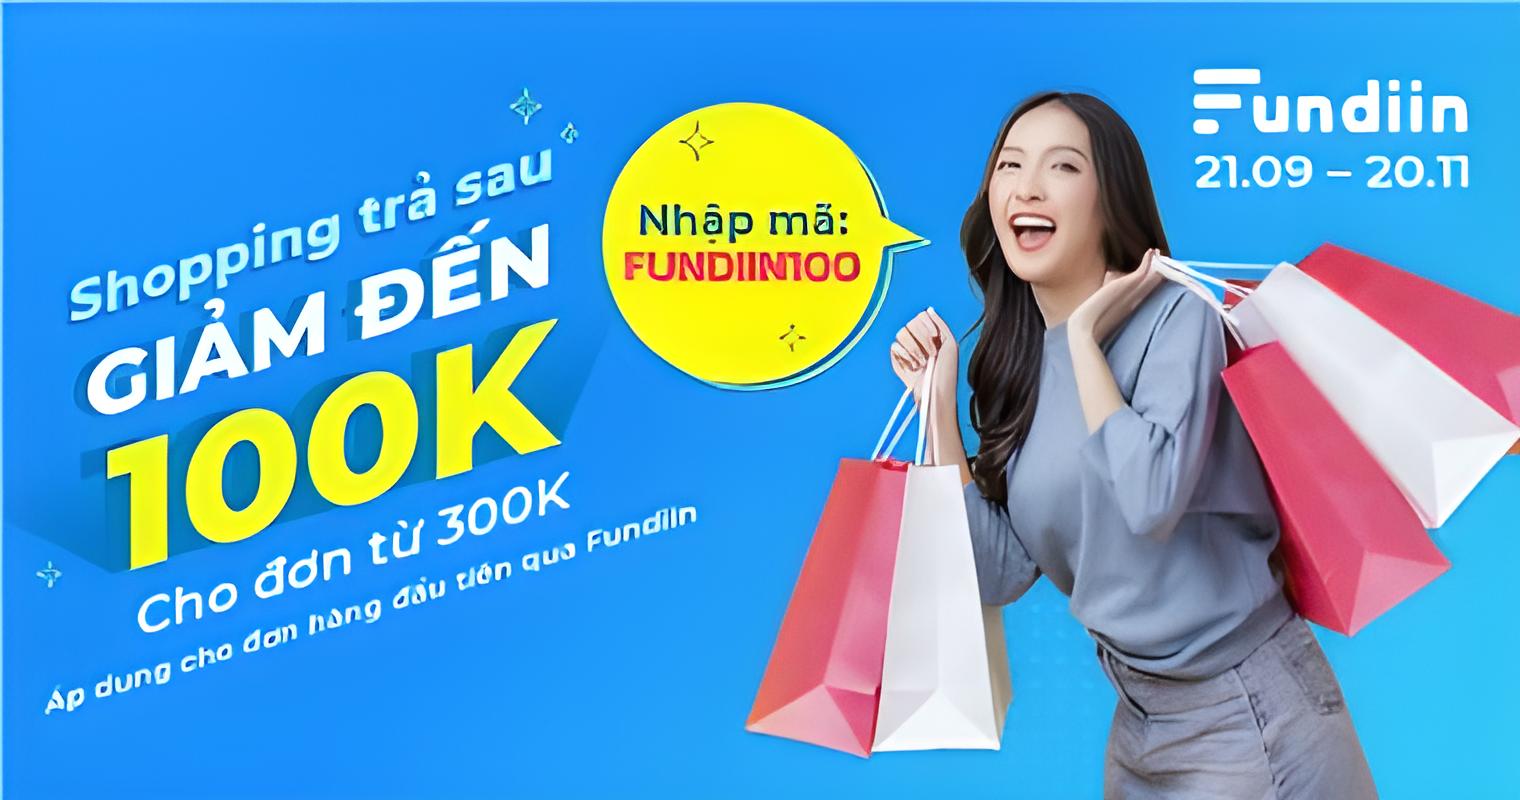 Shopping trả sau
GIẢM ĐẾN
100K
Cho đơn từ 300K
Áp dụng cho đơn hàng đầu tiên qua Fundiin
Nhập mã:
FUNDIIN100
Fundiin
21.09 – 20.11